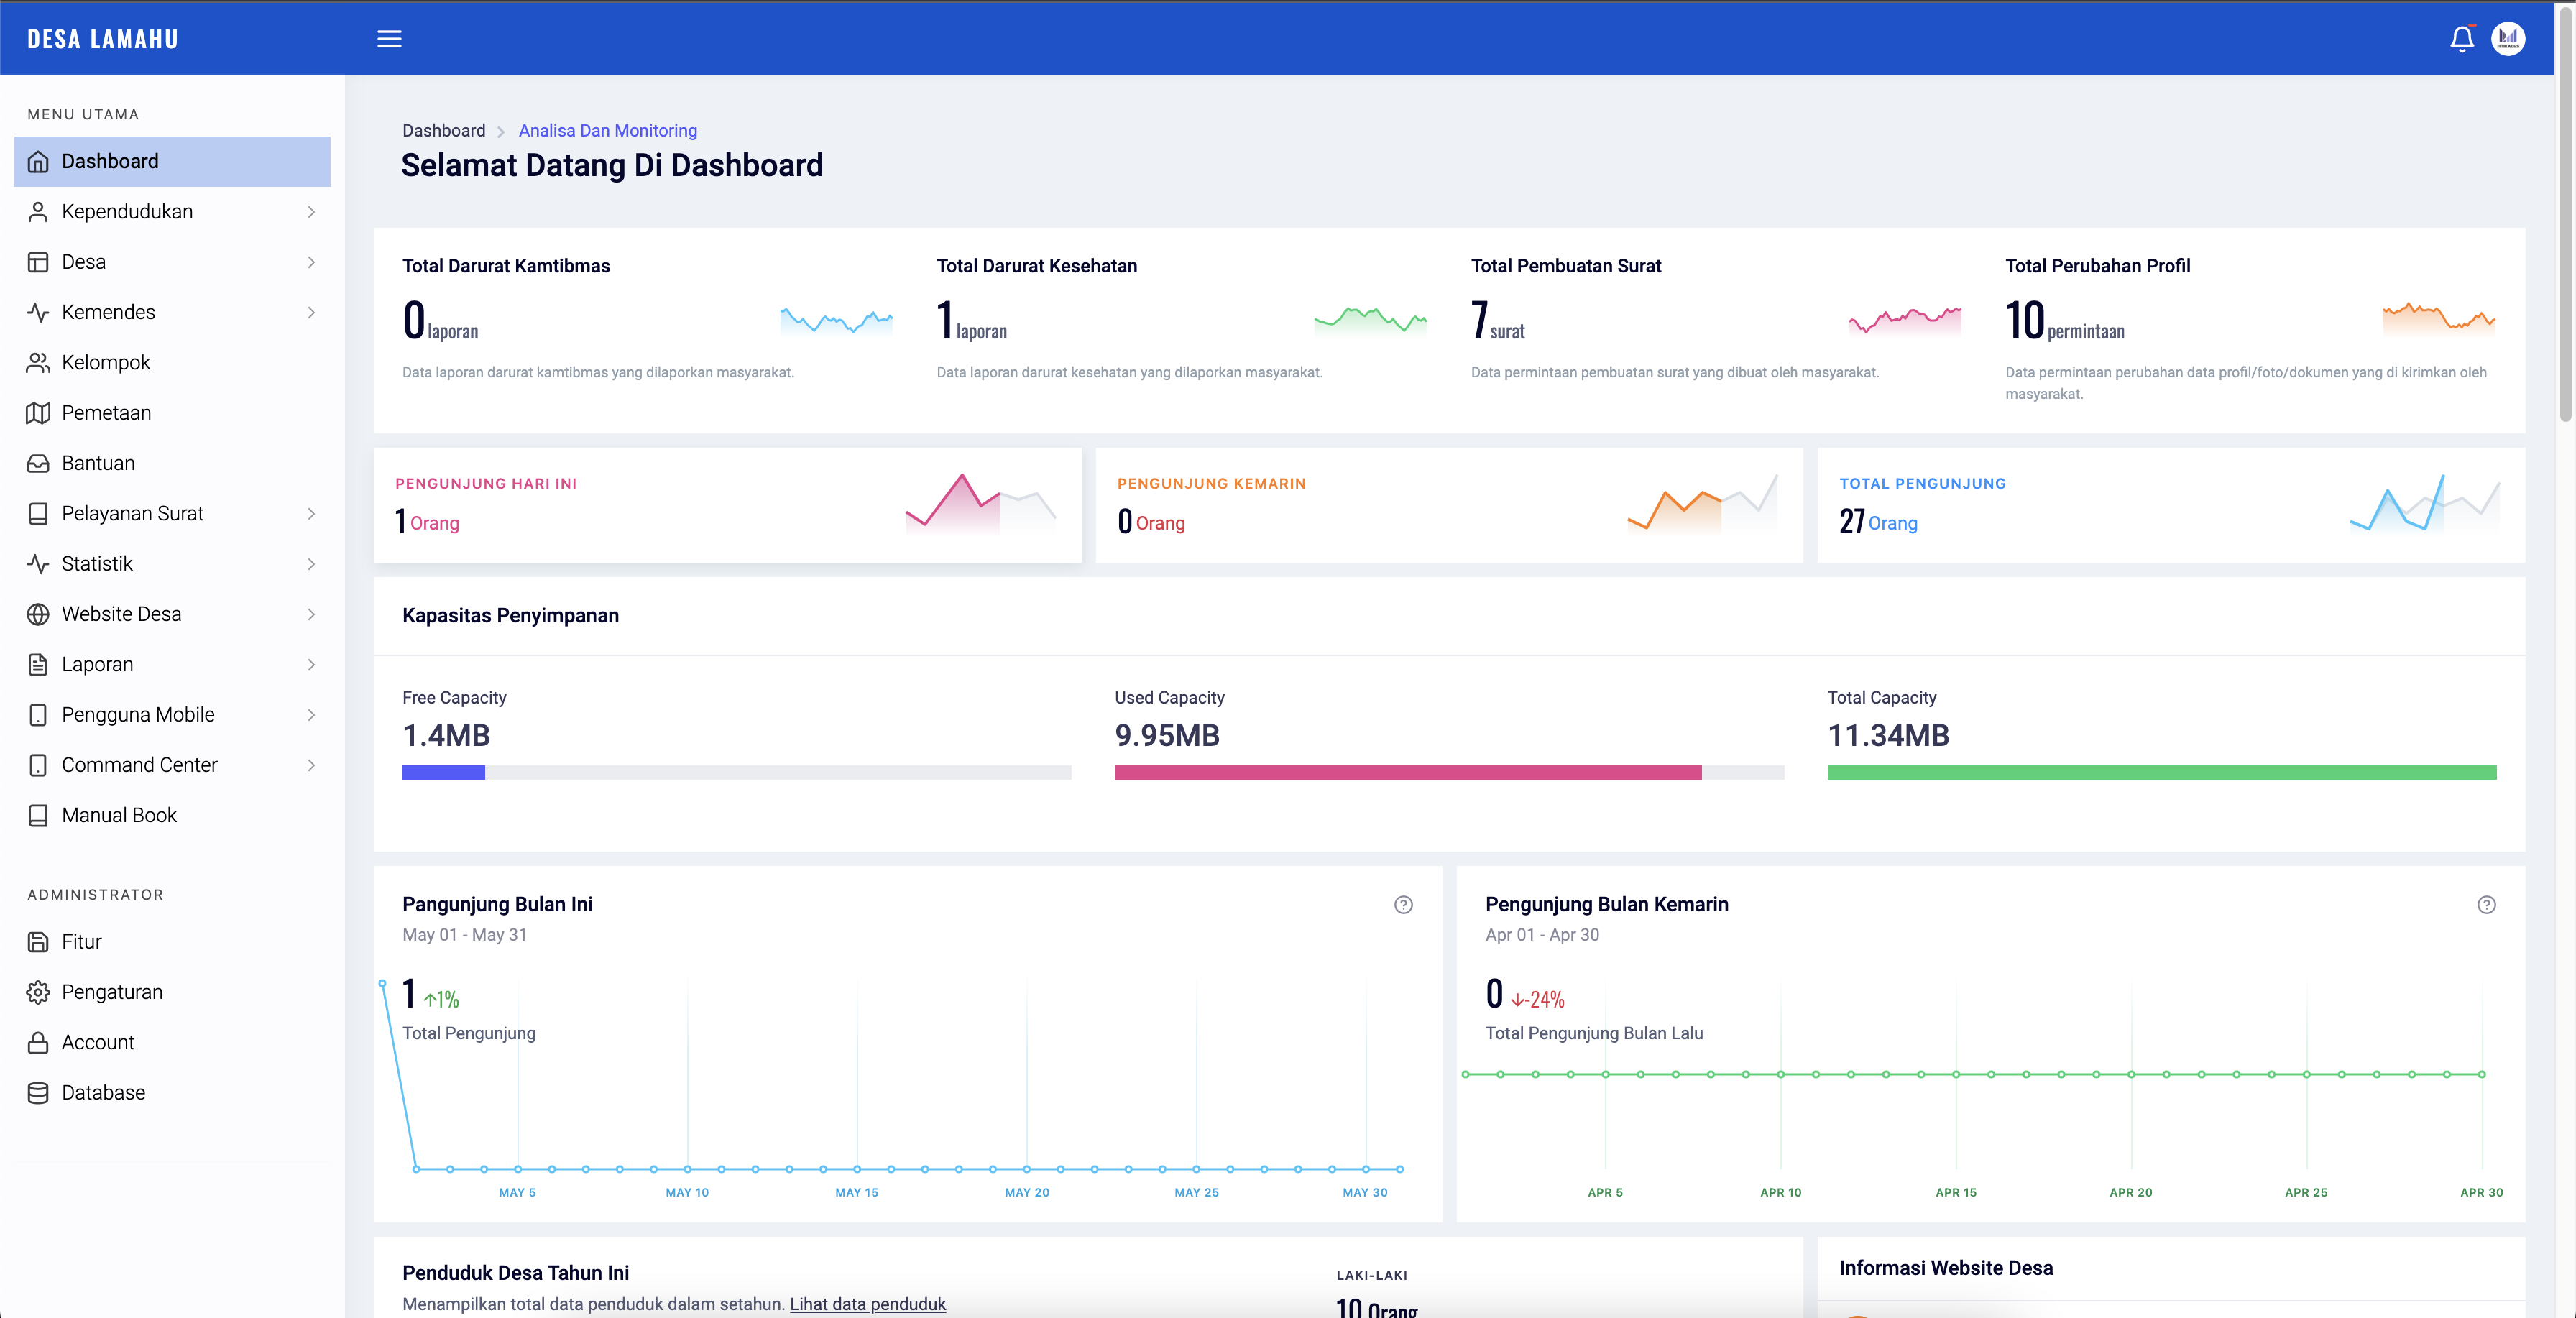 DESA LAMAHU
MENU UTAMA
Dashboard
Kependudukan
Desa
Kemendes
Kelompok
Pemetaan
Bantuan
Pelayanan Surat
Statistik
Website Desa
Laporan
Pengguna Mobile
Command Center
Manual Book
ADMINISTRATOR
Fitur
Pengaturan
Account
Database
Dashboard > Analisa Dan Monitoring
Selamat Datang Di Dashboard
Total Darurat Kamtibmas
0 laporan
Data laporan darurat kamtibmas yang dilaporkan masyarakat.
Total Darurat Kesehatan
1 laporan
Data laporan darurat kesehatan yang dilaporkan masyarakat.
Total Pembuatan Surat
7 surat
Data permintaan pembuatan surat yang dibuat oleh masyarakat.
Total Perubahan Profil
10 permintaan
Data permintaan perubahan data profil/foto/dokumen yang di kirimkan oleh
masyarakat.
PENGUNJUNG HARI INI
1 Orang
PENGUNJUNG KEMARIN
0 Orang
TOTAL PENGUNJUNG
27 Orang
Kapasitas Penyimpanan
Free Capacity
1.4MB
Used Capacity
9.95MB
Total Capacity
11.34MB
Pangunjung Bulan Ini
May 01 - May 31
1 ↑1%
Total Pengunjung
MAY 5 MAY 10 MAY 15 MAY 20 MAY 25 MAY 30
Pengunjung Bulan Kemarin
Apr 01 - Apr 30
0 ↓-24%
Total Pengunjung Bulan Lalu
APR 5 APR 10 APR 15 APR 20 APR 25 APR 30
Penduduk Desa Tahun Ini
Menampilkan total data penduduk dalam setahun. Lihat data penduduk
LAKI-LAKI
10 Orang
Informasi Website Desa